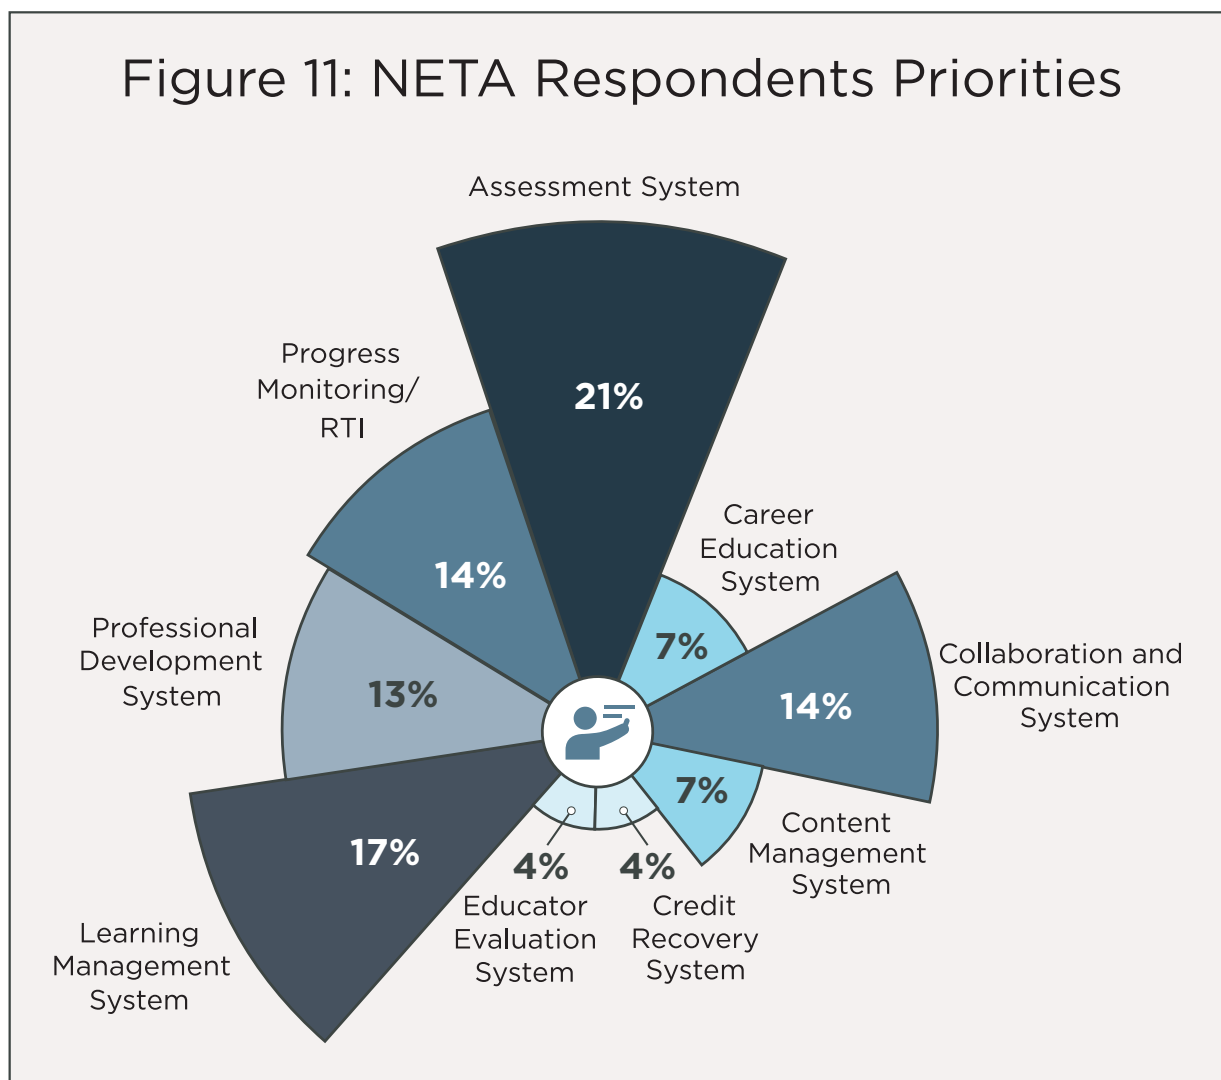 Figure 11: NETA Respondents Priorities
Assessment System
21%
Progress
Monitoring/
RTI
14%
Career
Education
System
7%
Professional
Development
System
13%
Collaboration and
Communication
System
14%
Content
Management
System
7%
Learning
Management
System
17%
4%
Educator
Evaluation
System
4%
Credit
Recovery
System